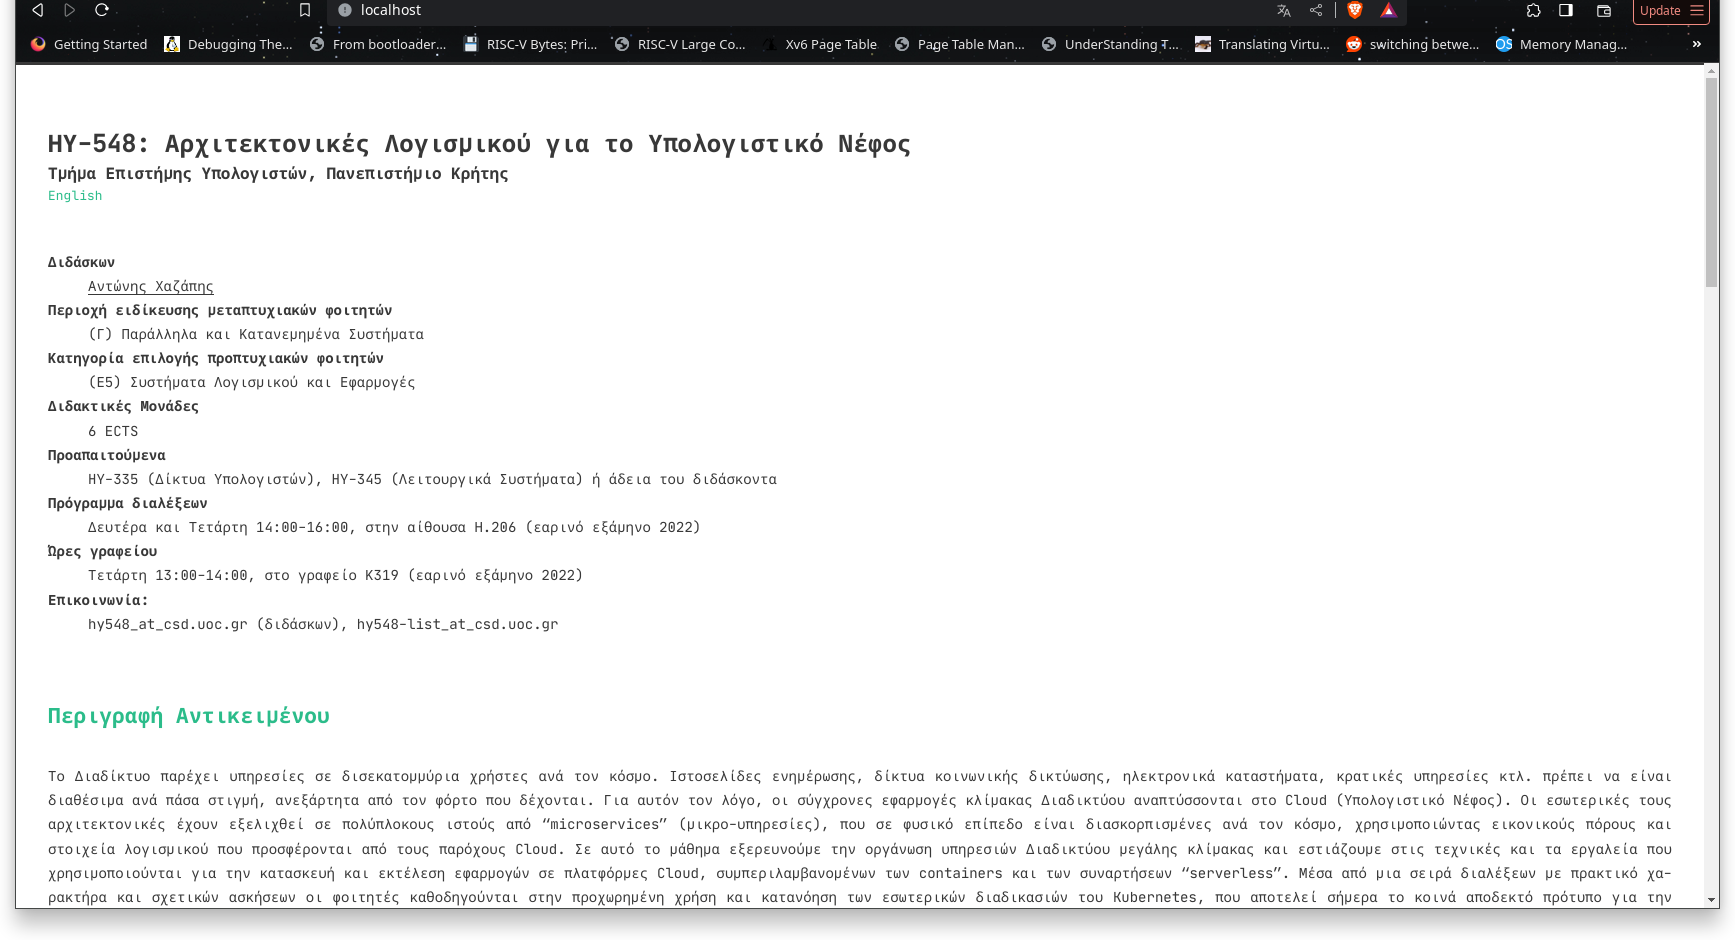 localhost
Update
Getting Started
Debugging The...
From bootloader...
RISC-V Bytes: Pri...
RISC-V Large Co...
Xv6 Page Table
Page Table Man...
UnderStanding T...
Translating Virtu...
switching betwe...
Memory Manag...
ΗΥ-548: Αρχιτεκτονικές Λογισμικού για το Υπολογιστικό Νέφος
Τμήμα Επιστήμης Υπολογιστών, Πανεπιστήμιο Κρήτης
English
Διδάσκων
Αντώνης Χαζάπης
Περιοχή ειδίκευσης μεταπτυχιακών φοιτητών
(Γ) Παράλληλα και Κατανεμημένα Συστήματα
Κατηγορία επιλογής προπτυχιακών φοιτητών
(Ε5) Συστήματα Λογισμικού και Εφαρμογές
Διδακτικές Μονάδες
6 ECTS
Προαπαιτούμενα
ΗΥ-335 (Δίκτυα Υπολογιστών), ΗΥ-345 (Λειτουργικά Συστήματα) ή άδεια του διδάσκοντα
Πρόγραμμα διαλέξεων
Δευτέρα και Τετάρτη 14:00-16:00, στην αίθουσα Η.206 (εαρινό εξάμηνο 2022)
Ώρες γραφείου
Τετάρτη 13:00-14:00, στο γραφείο Κ319 (εαρινό εξάμηνο 2022)
Επικοινωνία:
hy548_at_csd.uoc.gr (διδάσκων), hy548-list_at_csd.uoc.gr
Περιγραφή Αντικειμένου
Το Διαδίκτυο παρέχει υπηρεσίες σε δισεκατομμύρια χρήστες ανά τον κόσμο. Ιστοσελίδες ενημέρωσης, δίκτυα κοινωνικής δικτύωσης, ηλεκτρονικά καταστήματα, κρατικές υπηρεσίες κτλ. πρέπει να είναι
διαθέσιμα ανά πάσα στιγμή, ανεξάρτητα από τον φόρτο που δέχονται. Για αυτόν τον λόγο, οι σύγχρονες εφαρμογές κλίμακας Διαδικτύου αναπτύσσονται στο Cloud (Υπολογιστικό Νέφος). Οι εσωτερικές τους
αρχιτεκτονικές έχουν εξελιχθεί σε πολύπλοκους ιστούς από “microservices” (μικρο-υπηρεσίες), που σε φυσικό επίπεδο είναι διασκορπισμένες ανά τον κόσμο, χρησιμοποιώντας εικονικούς πόρους και
στοιχεία λογισμικού που προσφέρονται από τους παρόχους Cloud. Σε αυτό το μάθημα εξερευνούμε την οργάνωση υπηρεσιών Διαδικτύου μεγάλης κλίμακας και εστιάζουμε στις τεχνικές και τα εργαλεία που
χρησιμοποιούνται για την κατασκευή και εκτέλεση εφαρμογών σε πλατφόρμες Cloud, συμπεριλαμβανομένων των containers και των συναρτήσεων “serverless”. Μέσα από μια σειρά διαλέξεων με πρακτικό χα-
ρακτήρα και σχετικών ασκήσεων οι φοιτητές καθοδηγούνται στην προχωρημένη χρήση και κατανόηση των εσωτερικών διαδικασιών του Kubernetes, που αποτελεί σήμερα το κοινά αποδεκτό πρότυπο για την